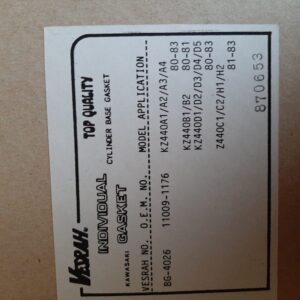 VESRAH.
TOP QUALITY
INDIVIDUAL
GASKET
CYLINDER BASE GASKET
KAWASAKI
VESRAH NO. O.E.M. NO. MODEL APPLICATION
BG-4026 11009-1176 KZ440A1/A2/A3/A4
80-83
KZ440B1/B2 80-81
KZ440D1/D2/D3/D4/D5
80-83
Z440C1/C2/H1/H2
81-83
870653